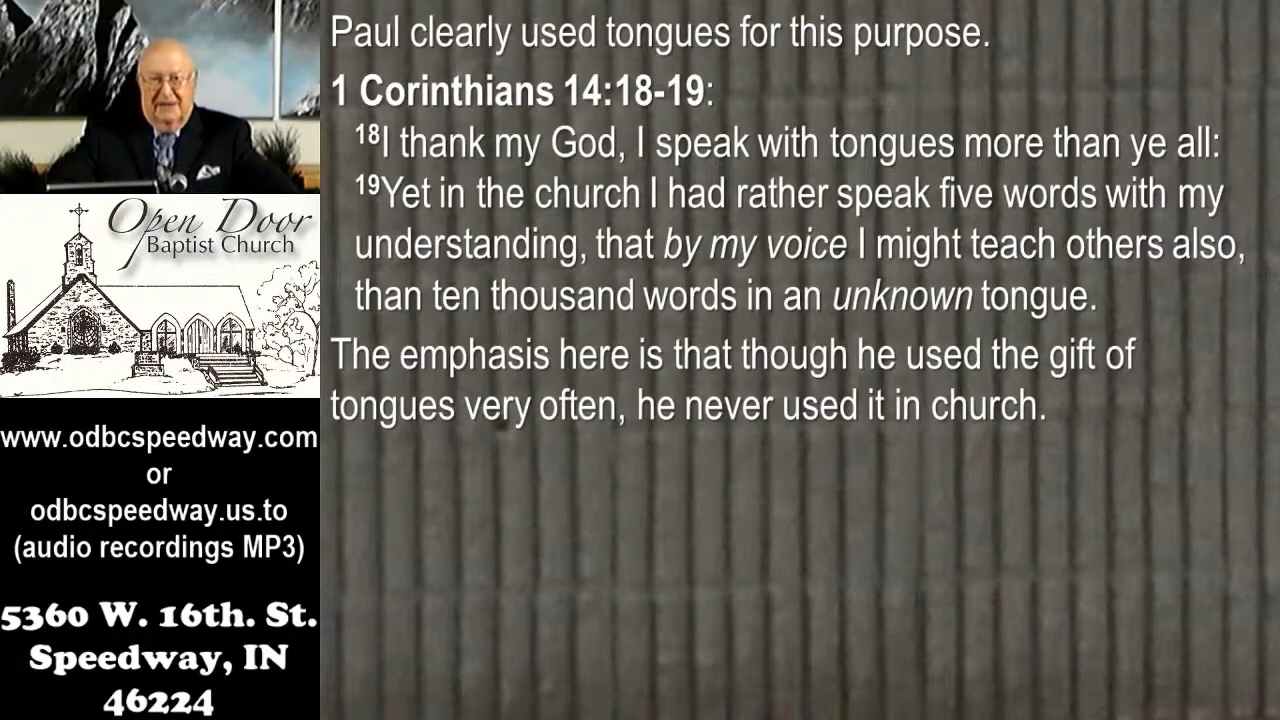 Open Door
Baptist Church
www.odbcspeedway.com
or
odbcspeedway.us.to
(audio recordings MP3)
5360 W. 16th. St.
Speedway, IN
46224
Paul clearly used tongues for this purpose.
1 Corinthians 14:18-19:
18I thank my God, I speak with tongues more than ye all:
19Yet in the church I had rather speak five words with my
understanding, that by my voice I might teach others also,
than ten thousand words in an unknown tongue.
The emphasis here is that though he used the gift of
tongues very often, he never used it in church.